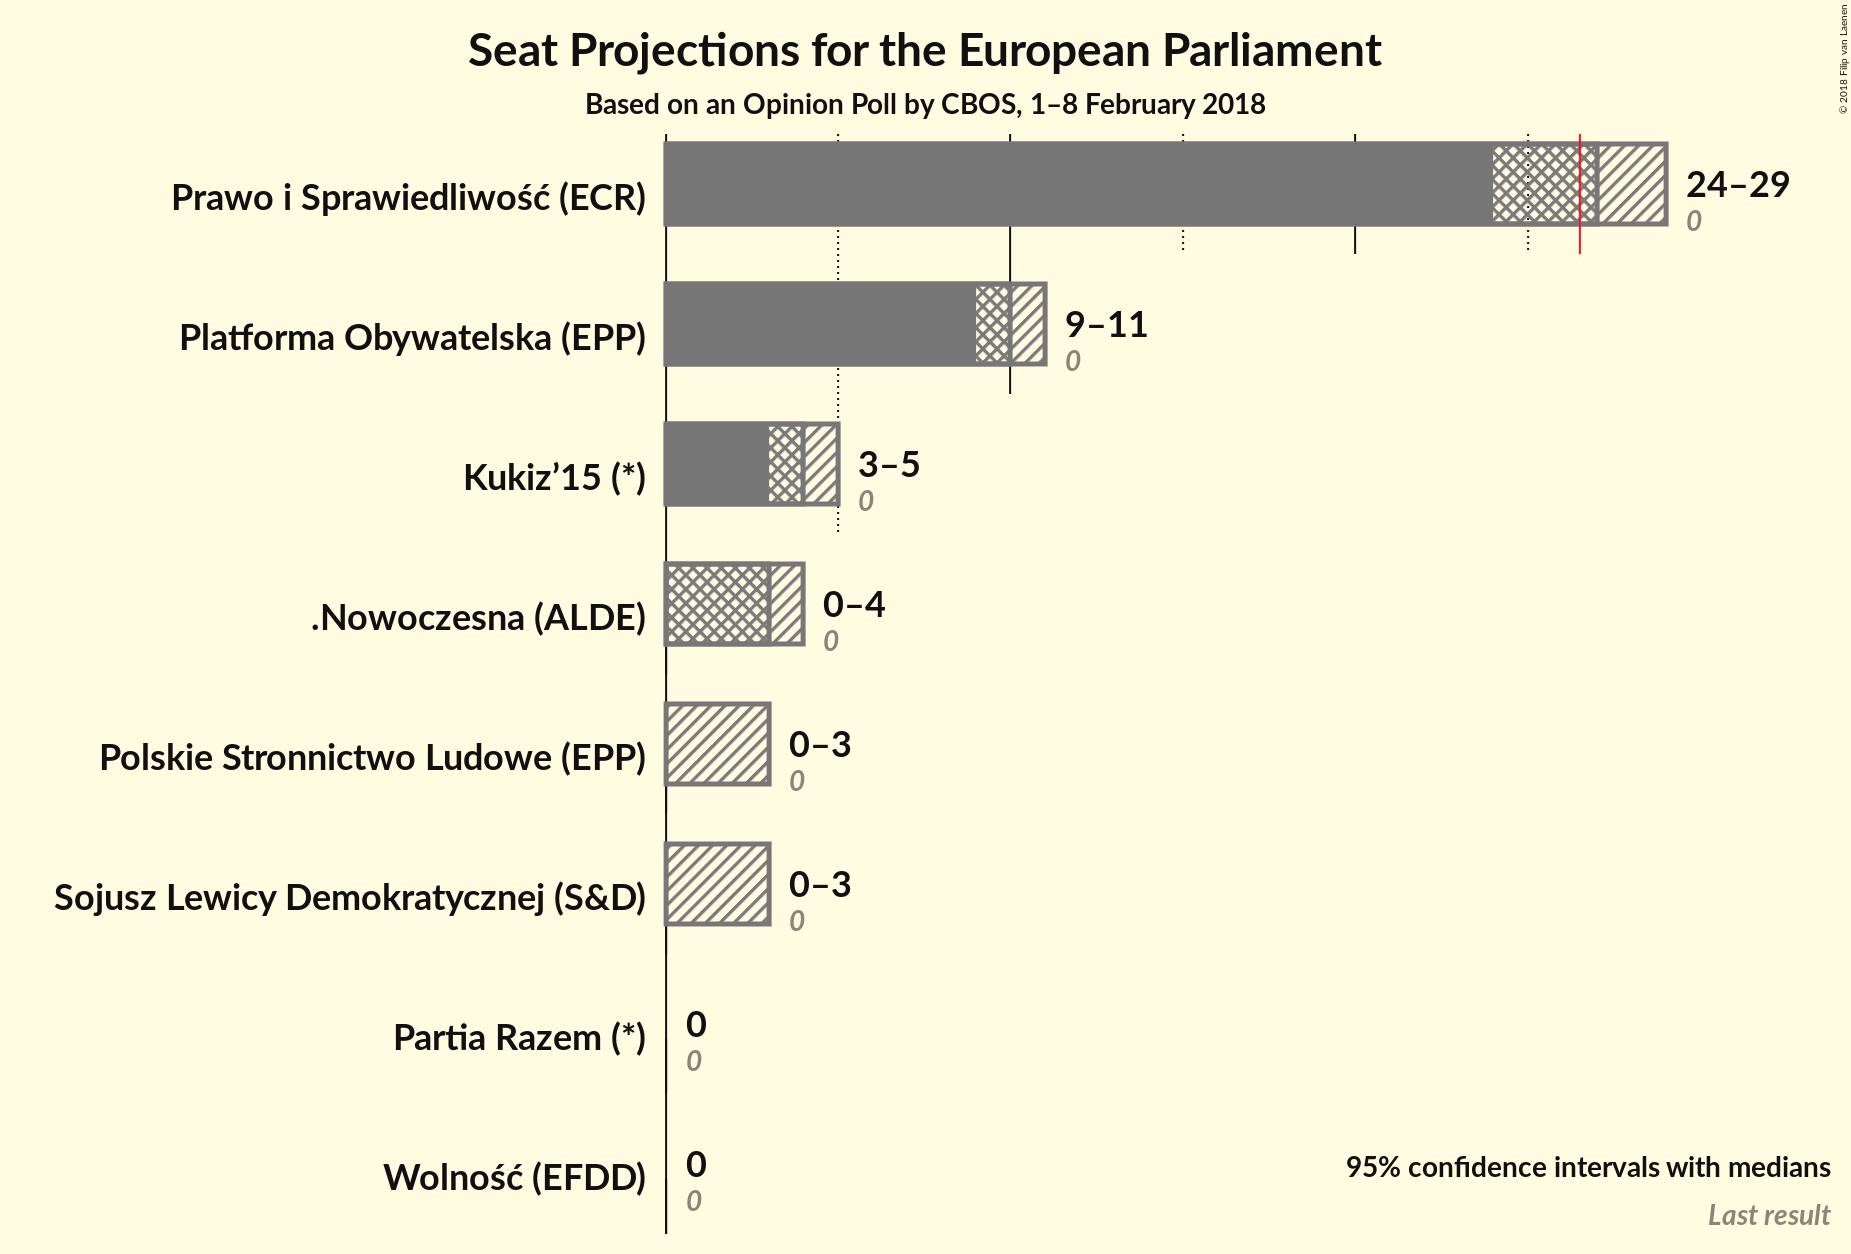 Seat Projections for the European Parliament
Based on an Opinion Poll by CBOS, 1–8 February 2018
© 2018 Filip van Laenen
Prawo i Sprawiedliwość (ECR)
24–29
0
Platforma Obywatelska (EPP)
9–11
0
Kukiz’15 (*)
3–5
0
.Nowoczesna (ALDE)
0–4
0
Polskie Stronnictwo Ludowe (EPP)
0–3
0
Sojusz Lewicy Demokratycznej (S&D)
0–3
0
Partia Razem (*)
0
0
Wolność (EFDD)
0
0
95% confidence intervals with medians
Last result